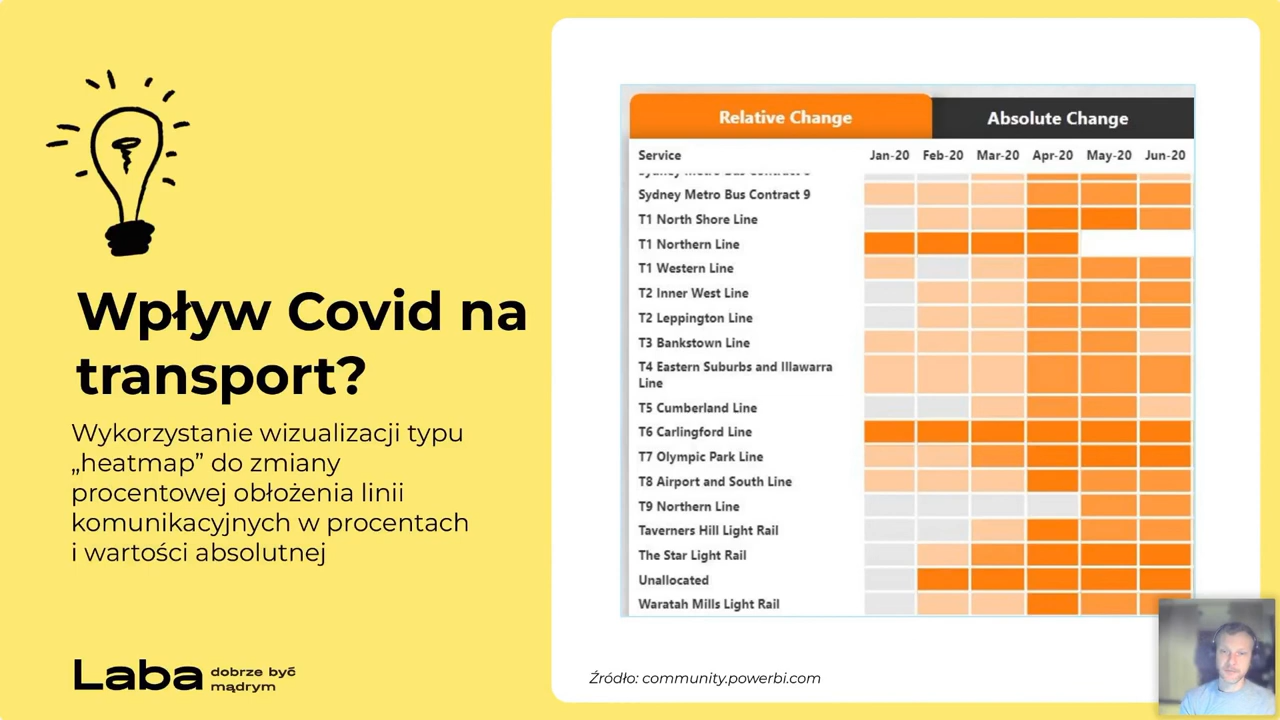 Wpływ Covid na
transport?
Wykorzystanie wizualizacji typu
„heatmap” do zmiany
procentowej obłożenia linii
komunikacyjnych w procentach
i wartości absolutnej
Laba dobrze być
mądrym
Relative Change Absolute Change
Service Jan-20 Feb-20 Mar-20 Apr-20 May-20 Jun-20
Sydney Metro Bus Contract 9
T1 North Shore Line
T1 Northern Line
T1 Western Line
T2 Inner West Line
T2 Leppington Line
T3 Bankstown Line
T4 Eastern Suburbs and Illawarra
Line
T5 Cumberland Line
T6 Carlingford Line
T7 Olympic Park Line
T8 Airport and South Line
T9 Northern Line
Taverners Hill Light Rail
The Star Light Rail
Unallocated
Waratah Mills Light Rail
Źródło: community.powerbi.com